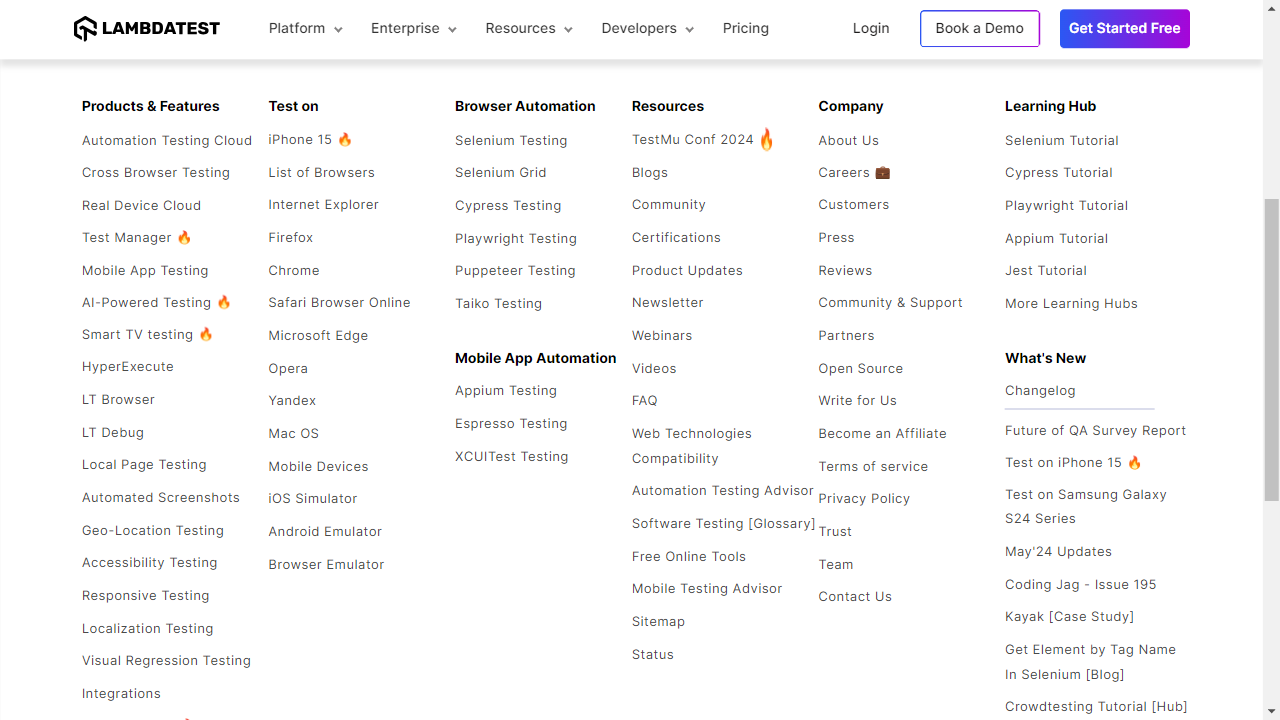 LAMBDATEST
Platform
Enterprise
Resources
Developers
Pricing
Login
Book a Demo
Get Started Free
Products & Features
Automation Testing Cloud
Cross Browser Testing
Real Device Cloud
Test Manager 🔥
Mobile App Testing
AI-Powered Testing 🔥
Smart TV testing 🔥
HyperExecute
LT Browser
LT Debug
Local Page Testing
Automated Screenshots
Geo-Location Testing
Accessibility Testing
Responsive Testing
Localization Testing
Visual Regression Testing
Integrations
Test on
iPhone 15 🔥
List of Browsers
Internet Explorer
Firefox
Chrome
Safari Browser Online
Microsoft Edge
Opera
Yandex
Mac OS
Mobile Devices
iOS Simulator
Android Emulator
Browser Emulator
Browser Automation
Selenium Testing
Selenium Grid
Cypress Testing
Playwright Testing
Puppeteer Testing
Taiko Testing
Mobile App Automation
Appium Testing
Espresso Testing
XCUITest Testing
Resources
TestMu Conf 2024 🔥
Blogs
Community
Certifications
Product Updates
Newsletter
Webinars
Videos
FAQ
Web Technologies
Compatibility
Automation Testing Advisor
Software Testing [Glossary]
Free Online Tools
Mobile Testing Advisor
Sitemap
Status
Company
About Us
Careers 💼
Customers
Press
Reviews
Community & Support
Partners
Open Source
Write for Us
Become an Affiliate
Terms of service
Privacy Policy
Trust
Team
Contact Us
Learning Hub
Selenium Tutorial
Cypress Tutorial
Playwright Tutorial
Appium Tutorial
Jest Tutorial
More Learning Hubs
What's New
Changelog
Future of QA Survey Report
Test on iPhone 15 🔥
Test on Samsung Galaxy
S24 Series
May'24 Updates
Coding Jag - Issue 195
Kayak [Case Study]
Get Element by Tag Name
In Selenium [Blog]
Crowdtesting Tutorial [Hub]